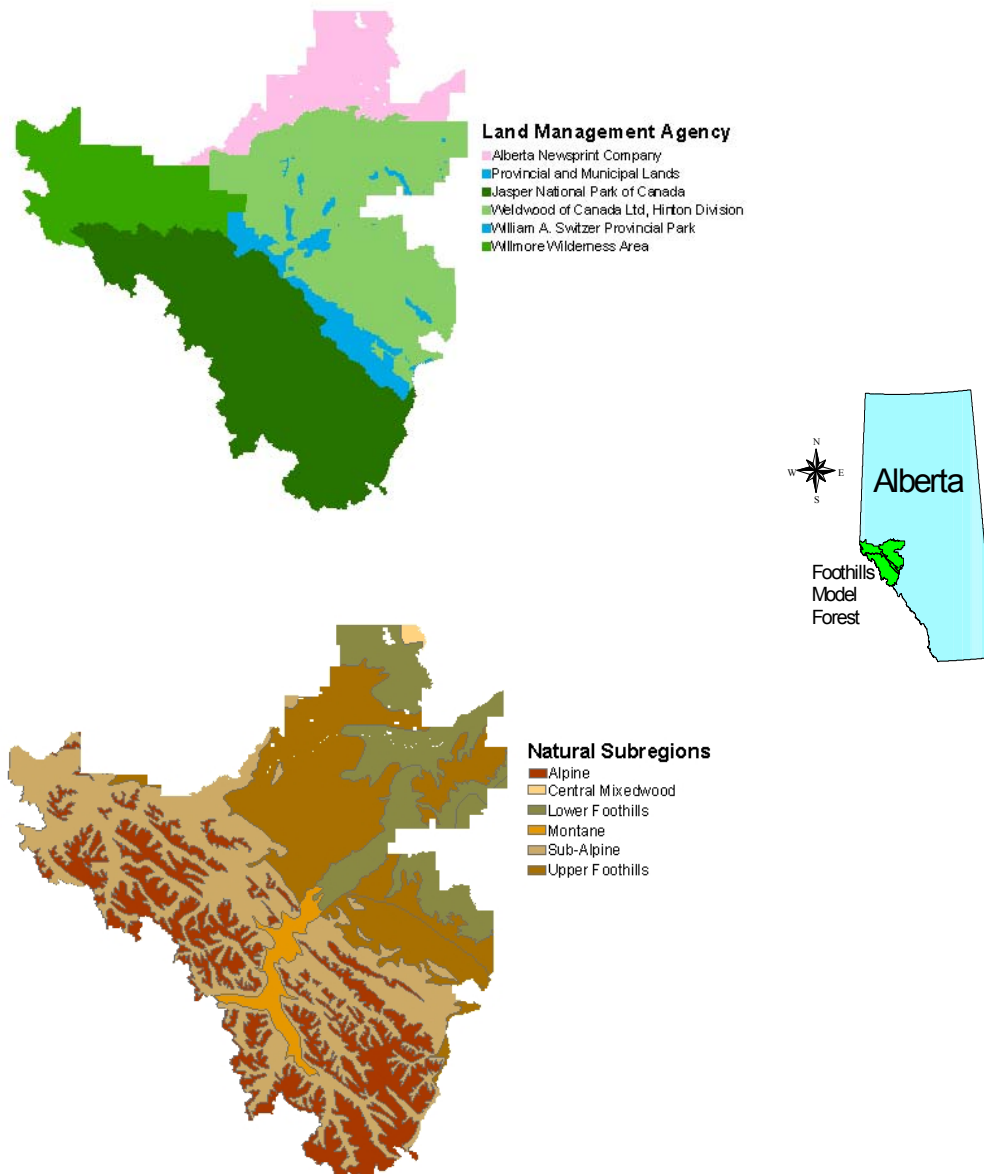 Land Management Agency
Alberta Newsprint Company
Provincial and Municipal Lands
Jasper National Park of Canada
Weldwood of Canada Ltd, Hinton Division
William A. Switzer Provincial Park
Willmore Wilderness Area
N
W E
S
Alberta
Foothills
Model
Forest
Natural Subregions
Alpine
Central Mixedwood
Lower Foothills
Montane
Sub-Alpine
Upper Foothills